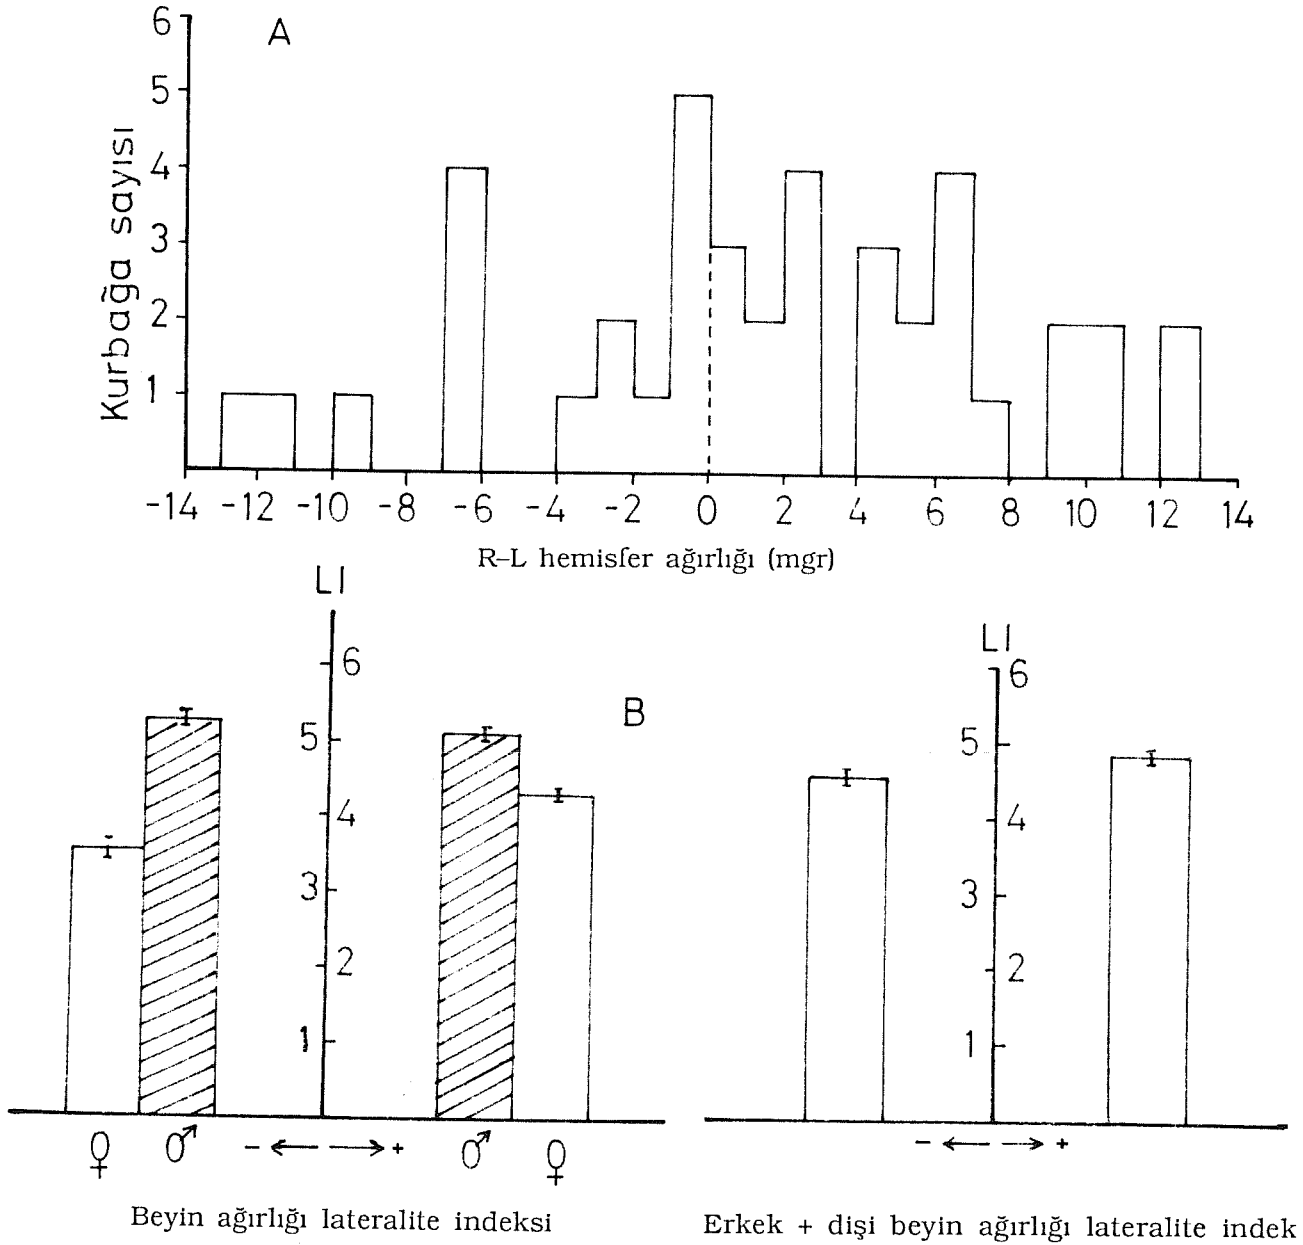 A
6
5
4
3
2
1
Kurbağa sayısı
-14 -12 -10 -8 -6 -4 -2 0 2 4 6 8 10 12 14
R–L hemisfer ağırlığı (mgr)
LI
6
5
4
3
2
1
♀ ♂ - ←- -→ + ♂ ♀
Beyin ağırlığı lateralite indeksi
B
LI
6
5
4
3
2
1
- ←- -→ +
Erkek + dişi beyin ağırlığı lateralite indek